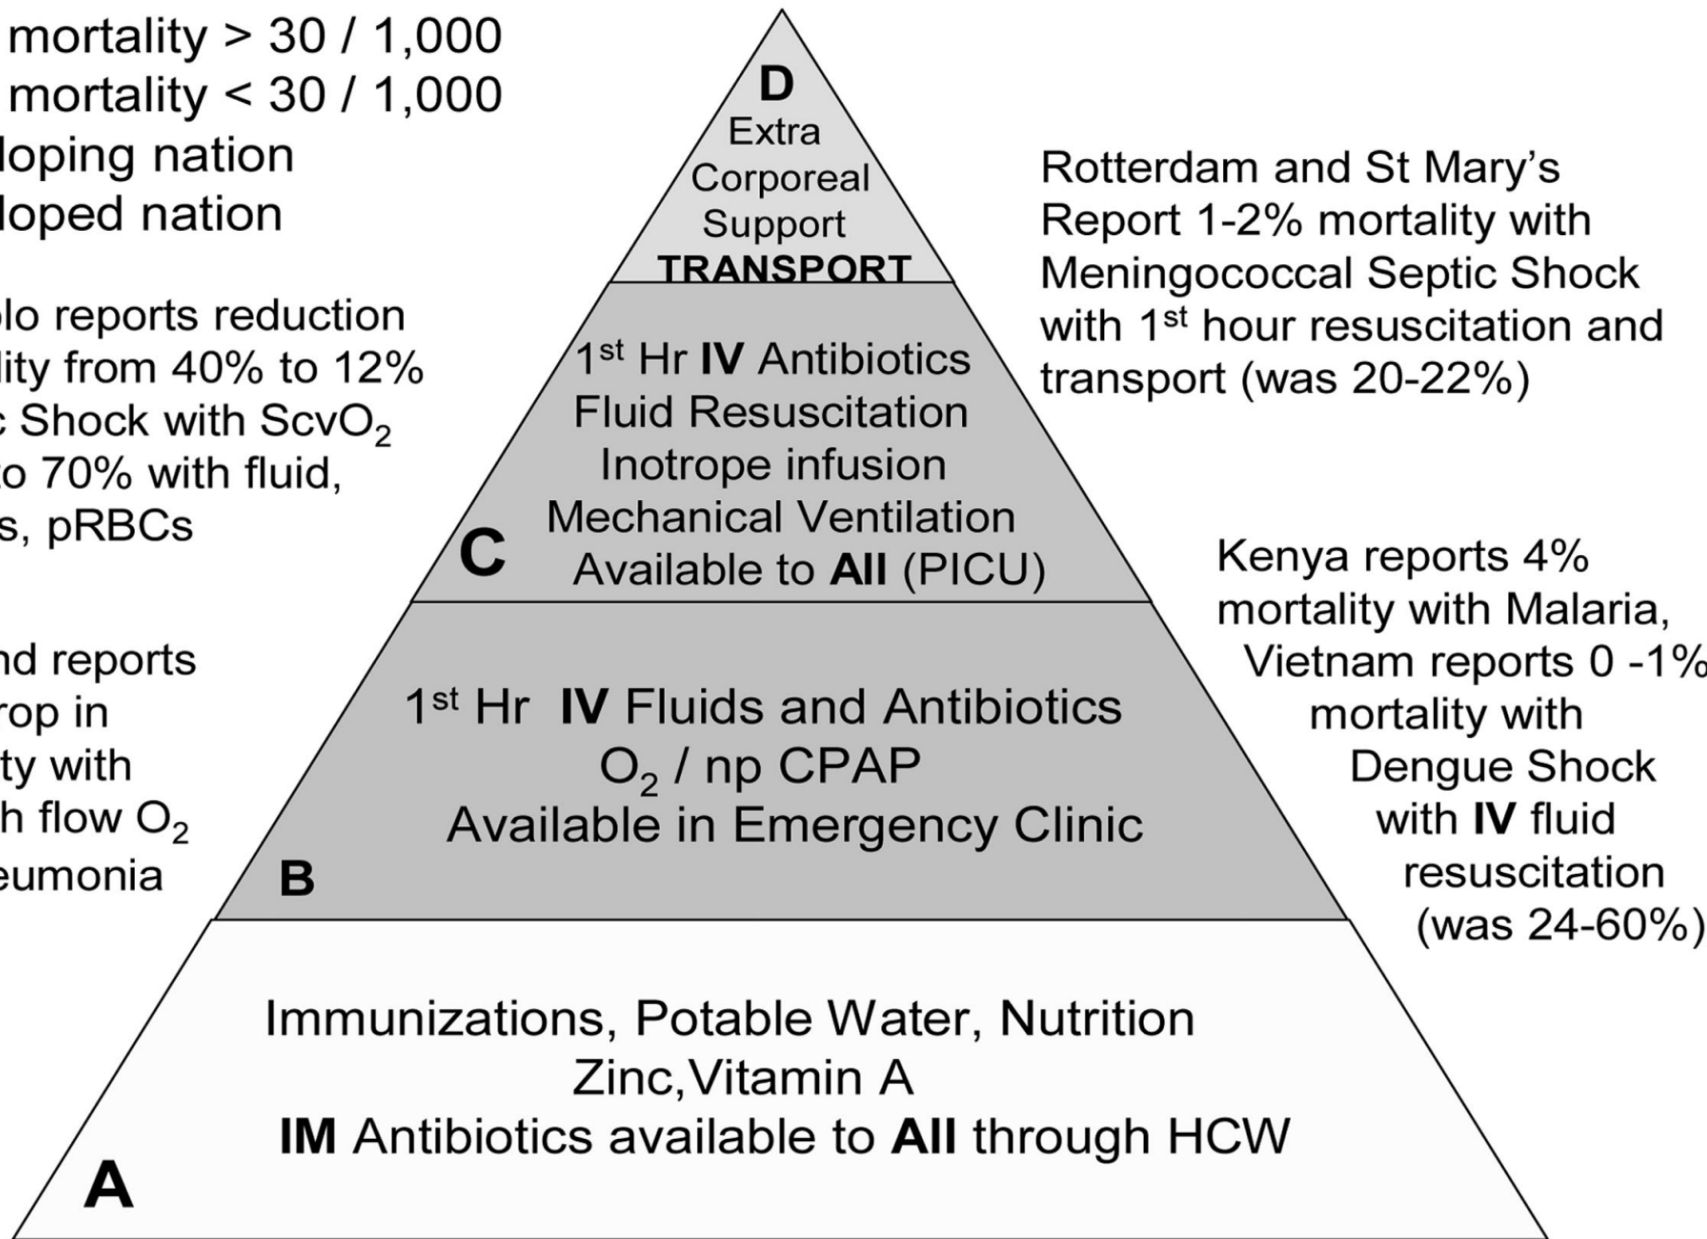 mortality > 30 / 1,000
mortality < 30 / 1,000
loping nation
loped nation
lo reports reduction
lity from 40% to 12%
c Shock with ScvO₂
to 70% with fluid,
s, pRBCs
nd reports
rop in
ty with
h flow O₂
eumonia
D
Extra
Corporeal
Support
TRANSPORT
1st Hr IV Antibiotics
Fluid Resuscitation
Inotrope infusion
Mechanical Ventilation
Available to All (PICU)
C
1st Hr IV Fluids and Antibiotics
O₂ / np CPAP
Available in Emergency Clinic
B
Immunizations, Potable Water, Nutrition
Zinc,Vitamin A
IM Antibiotics available to All through HCW
A
Rotterdam and St Mary’s
Report 1-2% mortality with
Meningococcal Septic Shock
with 1st hour resuscitation and
transport (was 20-22%)
Kenya reports 4%
mortality with Malaria,
Vietnam reports 0 -1%
mortality with
Dengue Shock
with IV fluid
resuscitation
(was 24-60%)